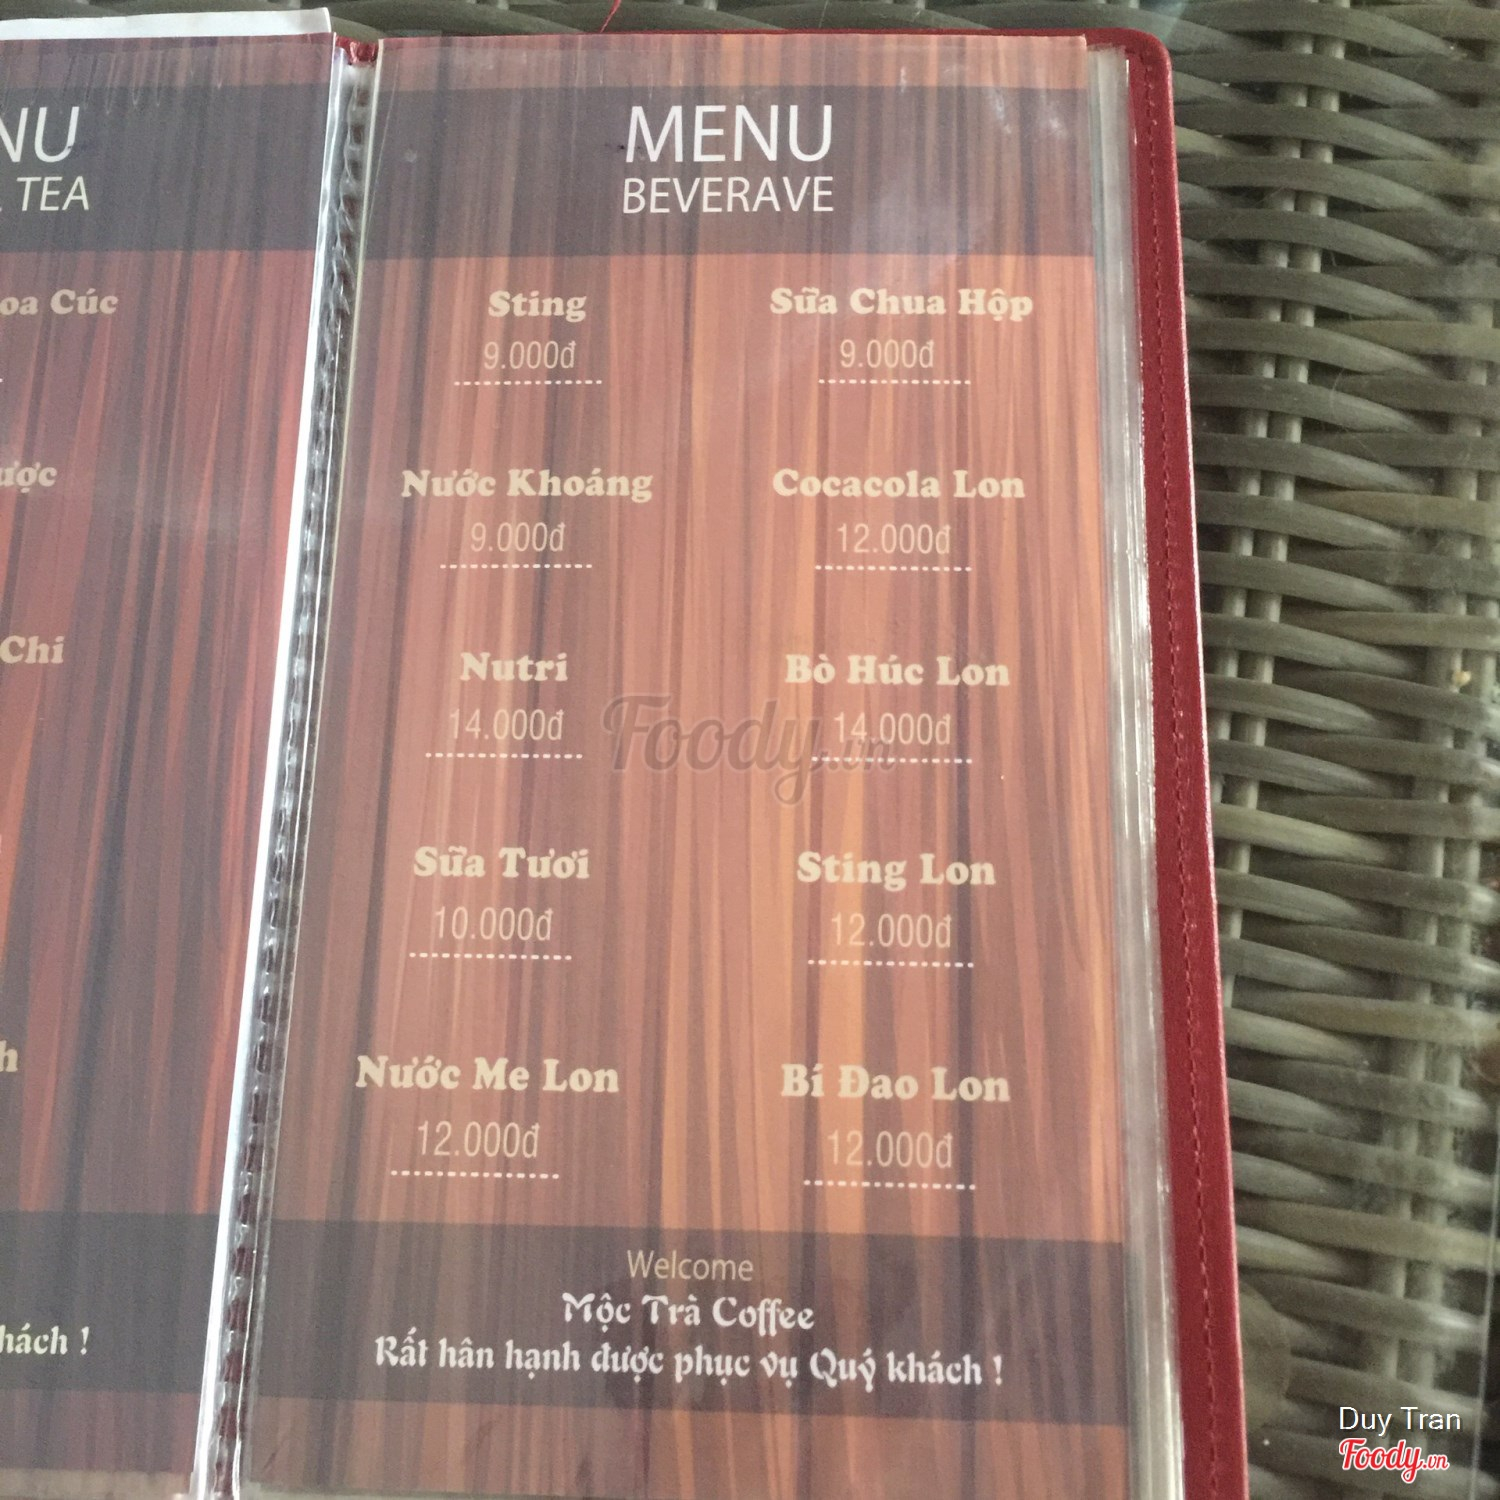 NU
TEA
oa Cúc
ược
Chi
h
hách !
MENU
BEVERAVE
Sting
9.000đ
Sữa Chua Hộp
9.000đ
Nước Khoáng
9.000đ
Cocacola Lon
12.000đ
Nutri
14.000đ
Bò Húc Lon
14.000đ
Sữa Tươi
10.000đ
Sting Lon
12.000đ
Nước Me Lon
12.000đ
Bí Đao Lon
12.000đ
Welcome
Mộc Trà Coffee
Rất hân hạnh được phục vụ Quý khách !
Foody.vn
Duy Tran
Foody.vn